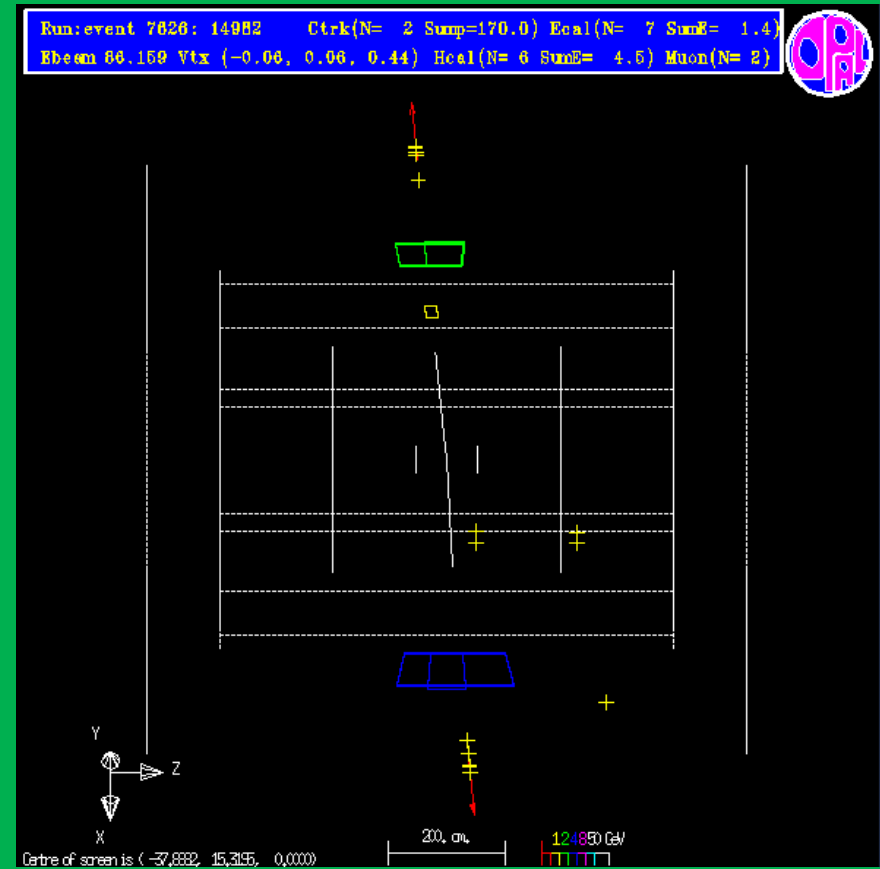 Run:event 7626: 14982 Ctrk(N= 2 Sump=170.0) Ecal(N= 7 SumE= 1.4)
Ebeam 86.159 Vtx (-0.06, 0.06, 0.44) Hcal(N= 6 SumE= 4.5) Muon(N= 2)
OPAL
Y
Z
X
200. cm.
1 2 4 8 50 GeV
Centre of screen is ( -37.8882, 15.3195, 0.0000)